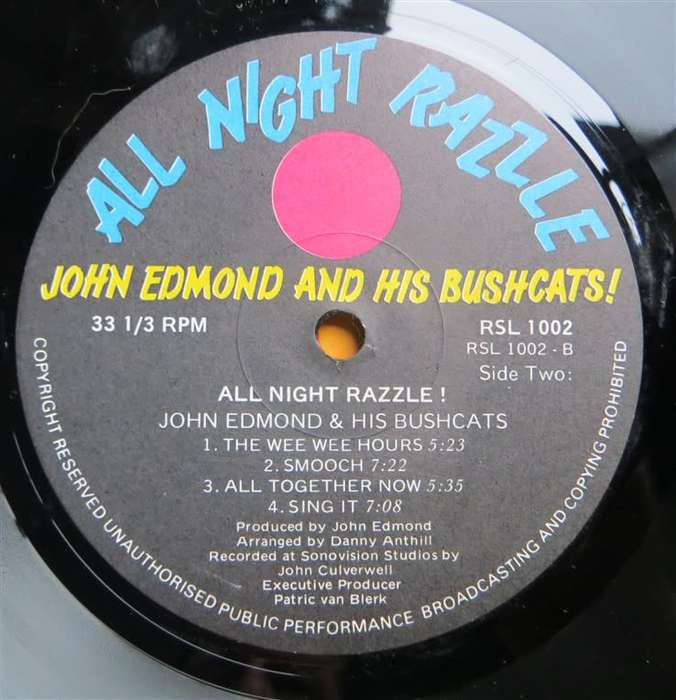 ALL NIGHT RAZZLE
JOHN EDMOND AND HIS BUSHCATS!
33 1/3 RPM
RSL 1002
RSL 1002 - B
Side Two:
ALL NIGHT RAZZLE !
JOHN EDMOND & HIS BUSHCATS
1. THE WEE WEE HOURS 5:23
2. SMOOCH 7:22
3. ALL TOGETHER NOW 5:35
4. SING IT 7:08
Produced by John Edmond
Arranged by Danny Anthill
Recorded at Sonovision Studios by
John Culverwell
Executive Producer
Patric van Blerk
COPYRIGHT RESERVED UNAUTHORISED PUBLIC PERFORMANCE BROADCASTING AND COPYING PROHIBITED